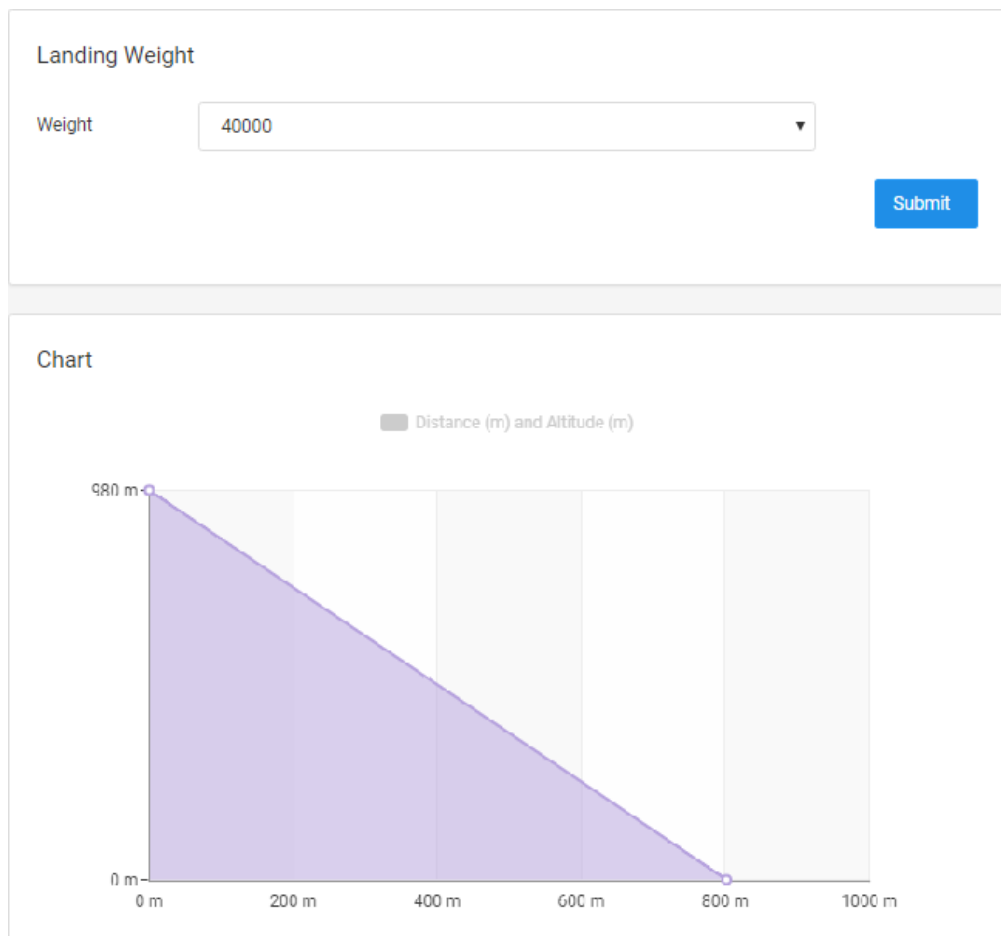 Landing Weight
Weight 40000
Submit
Chart
Distance (m) and Altitude (m)
980 m
0 m
0 m 200 m 400 m 600 m 800 m 1000 m